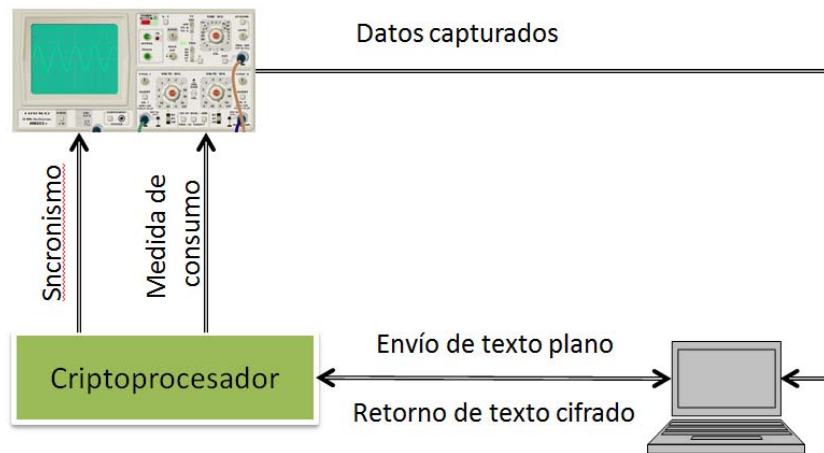 Datos capturados
Sncronismo
Medida de
consumo
Criptoprocesador
Envío de texto plano
Retorno de texto cifrado